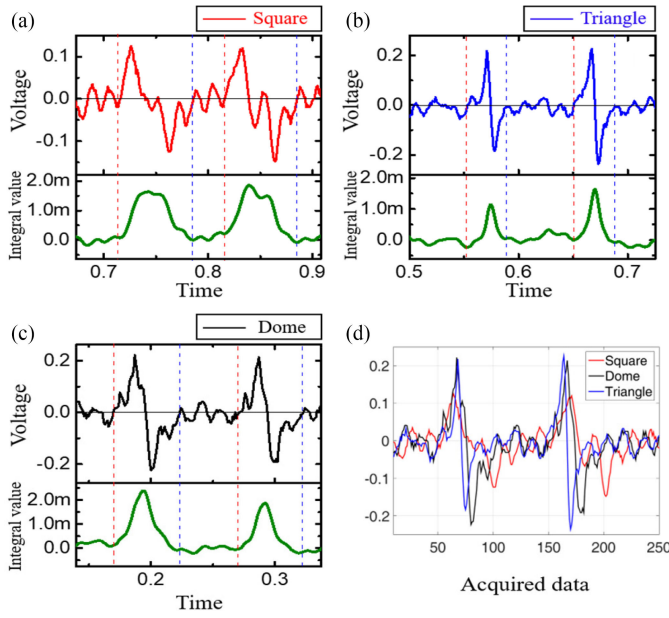 (a)
Square
Voltage
0.1
0.0
-0.1
Integral value
2.0m
1.0m
0.0
0.7
0.8
0.9
Time
(b)
Triangle
Voltage
0.2
0.0
-0.2
Integral value
2.0m
1.0m
0.0
0.5
0.6
0.7
Time
(c)
Dome
Voltage
0.2
0.0
-0.2
Integral value
2.0m
1.0m
0.0
0.2
0.3
Time
(d)
Square
Dome
Triangle
0.2
0.1
0
-0.1
-0.2
50
100
150
200
250
Acquired data